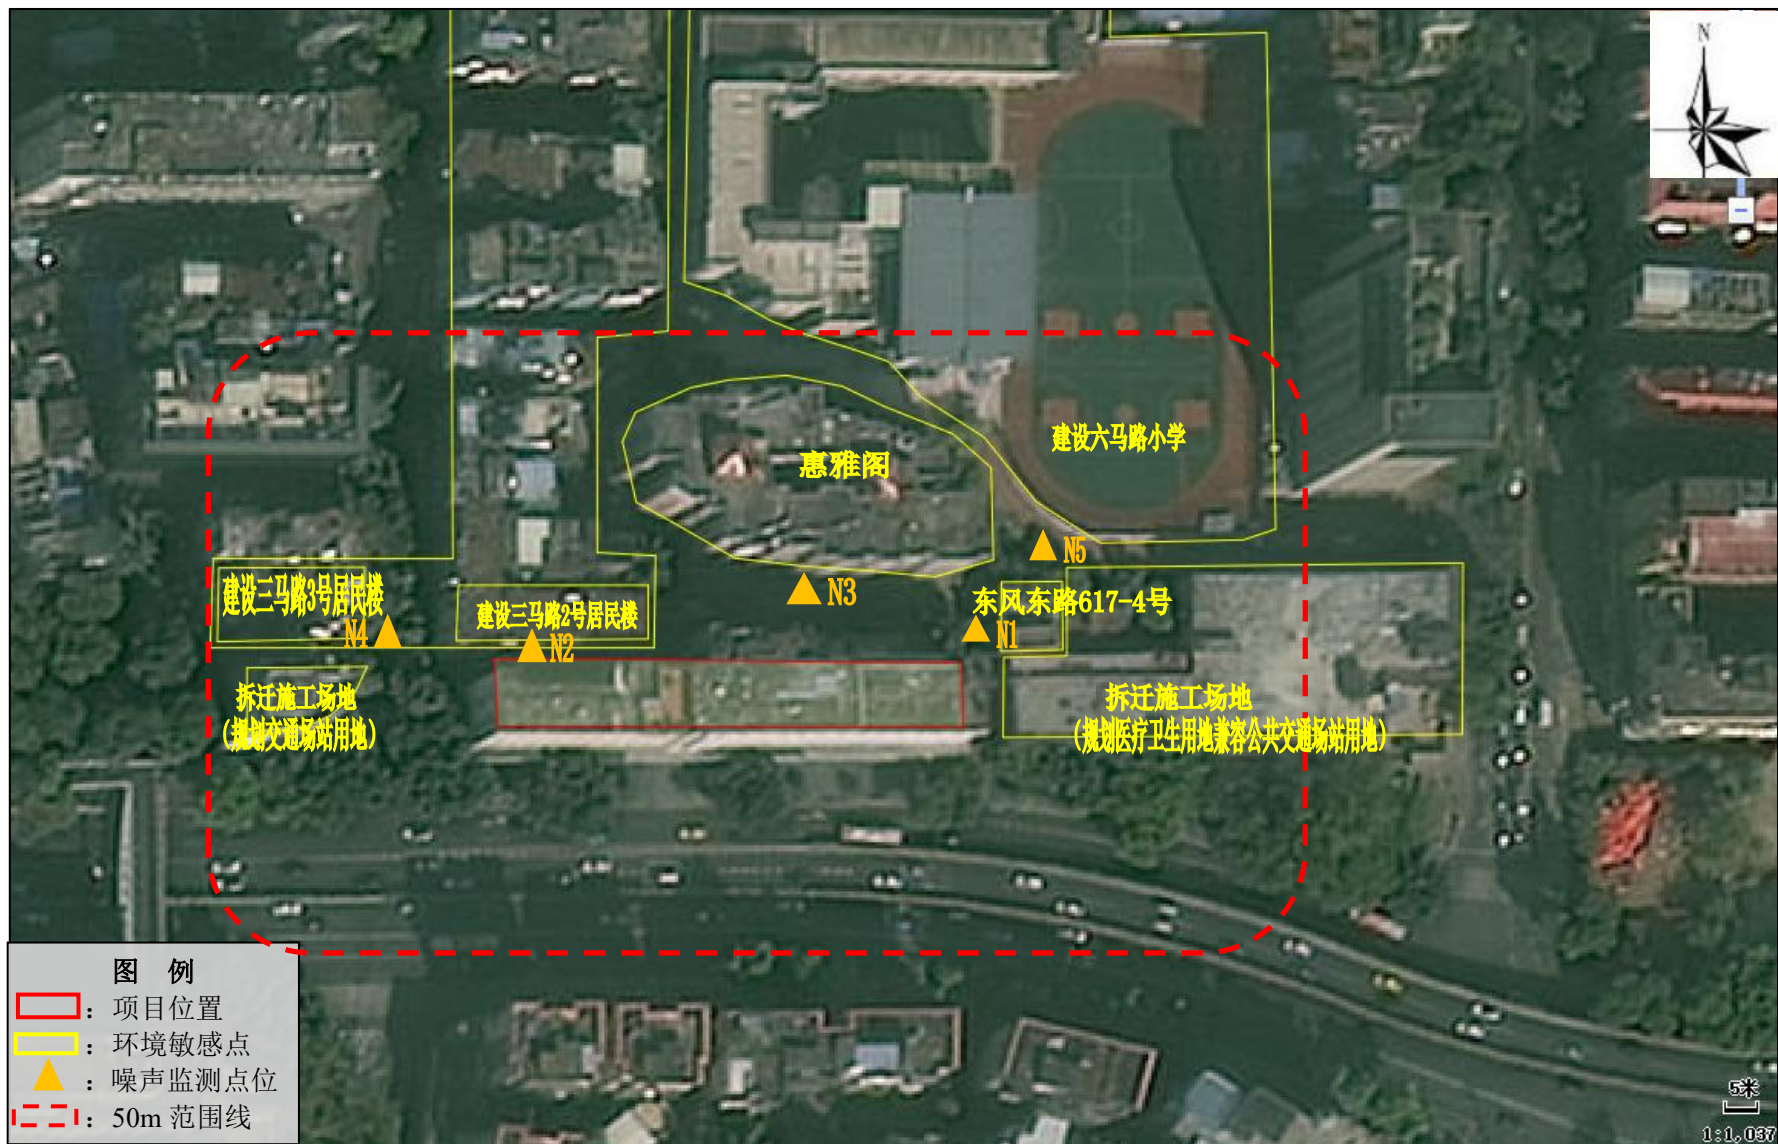 N
建设六马路小学
惠雅阁
N5
建设三马路3号居民楼
建设三马路2号居民楼
N3
东风东路617-4号
N4
N2
N1
拆迁施工场地
(规划交通场站用地)
拆迁施工场地
(规划医疗卫生用地兼容公共交通场站用地)
图 例
：项目位置
：环境敏感点
：噪声监测点位
：50m 范围线
5米
1:1,037